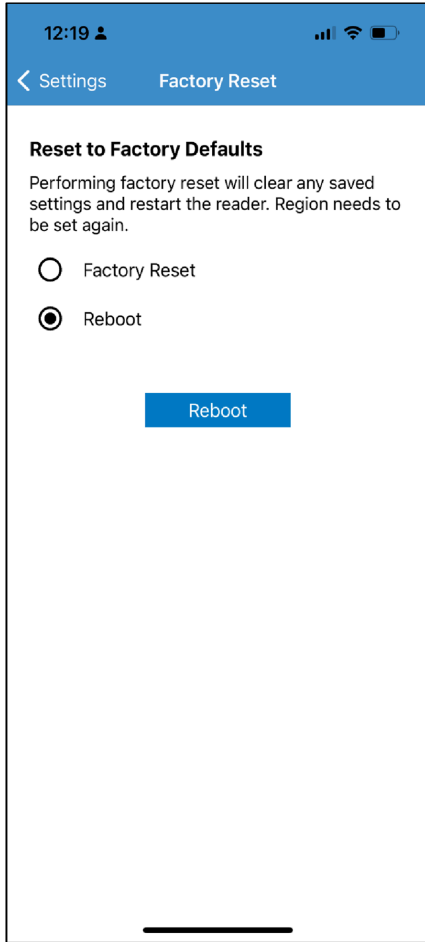 12:19
Settings
Factory Reset
Reset to Factory Defaults
Performing factory reset will clear any saved
settings and restart the reader. Region needs to
be set again.
Factory Reset
Reboot
Reboot